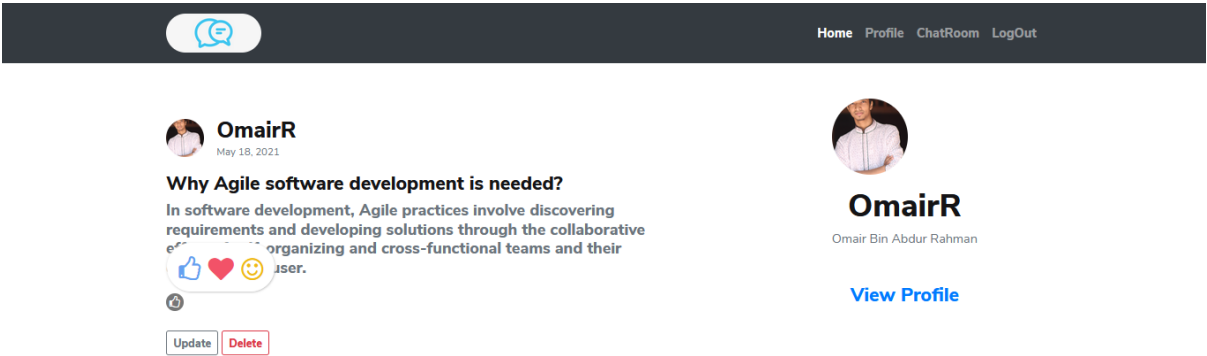 Home Profile ChatRoom LogOut
OmairR
May 18, 2021
Why Agile software development is needed?
In software development, Agile practices involve discovering
requirements and developing solutions through the collaborative
organizing and cross-functional teams and their
user.
Update Delete
OmairR
Omair Bin Abdur Rahman
View Profile